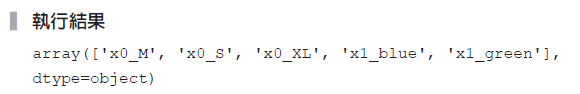 執行結果
array(['x0_M', 'x0_S', 'x0_XL', 'x1_blue', 'x1_green'],
dtype=object)